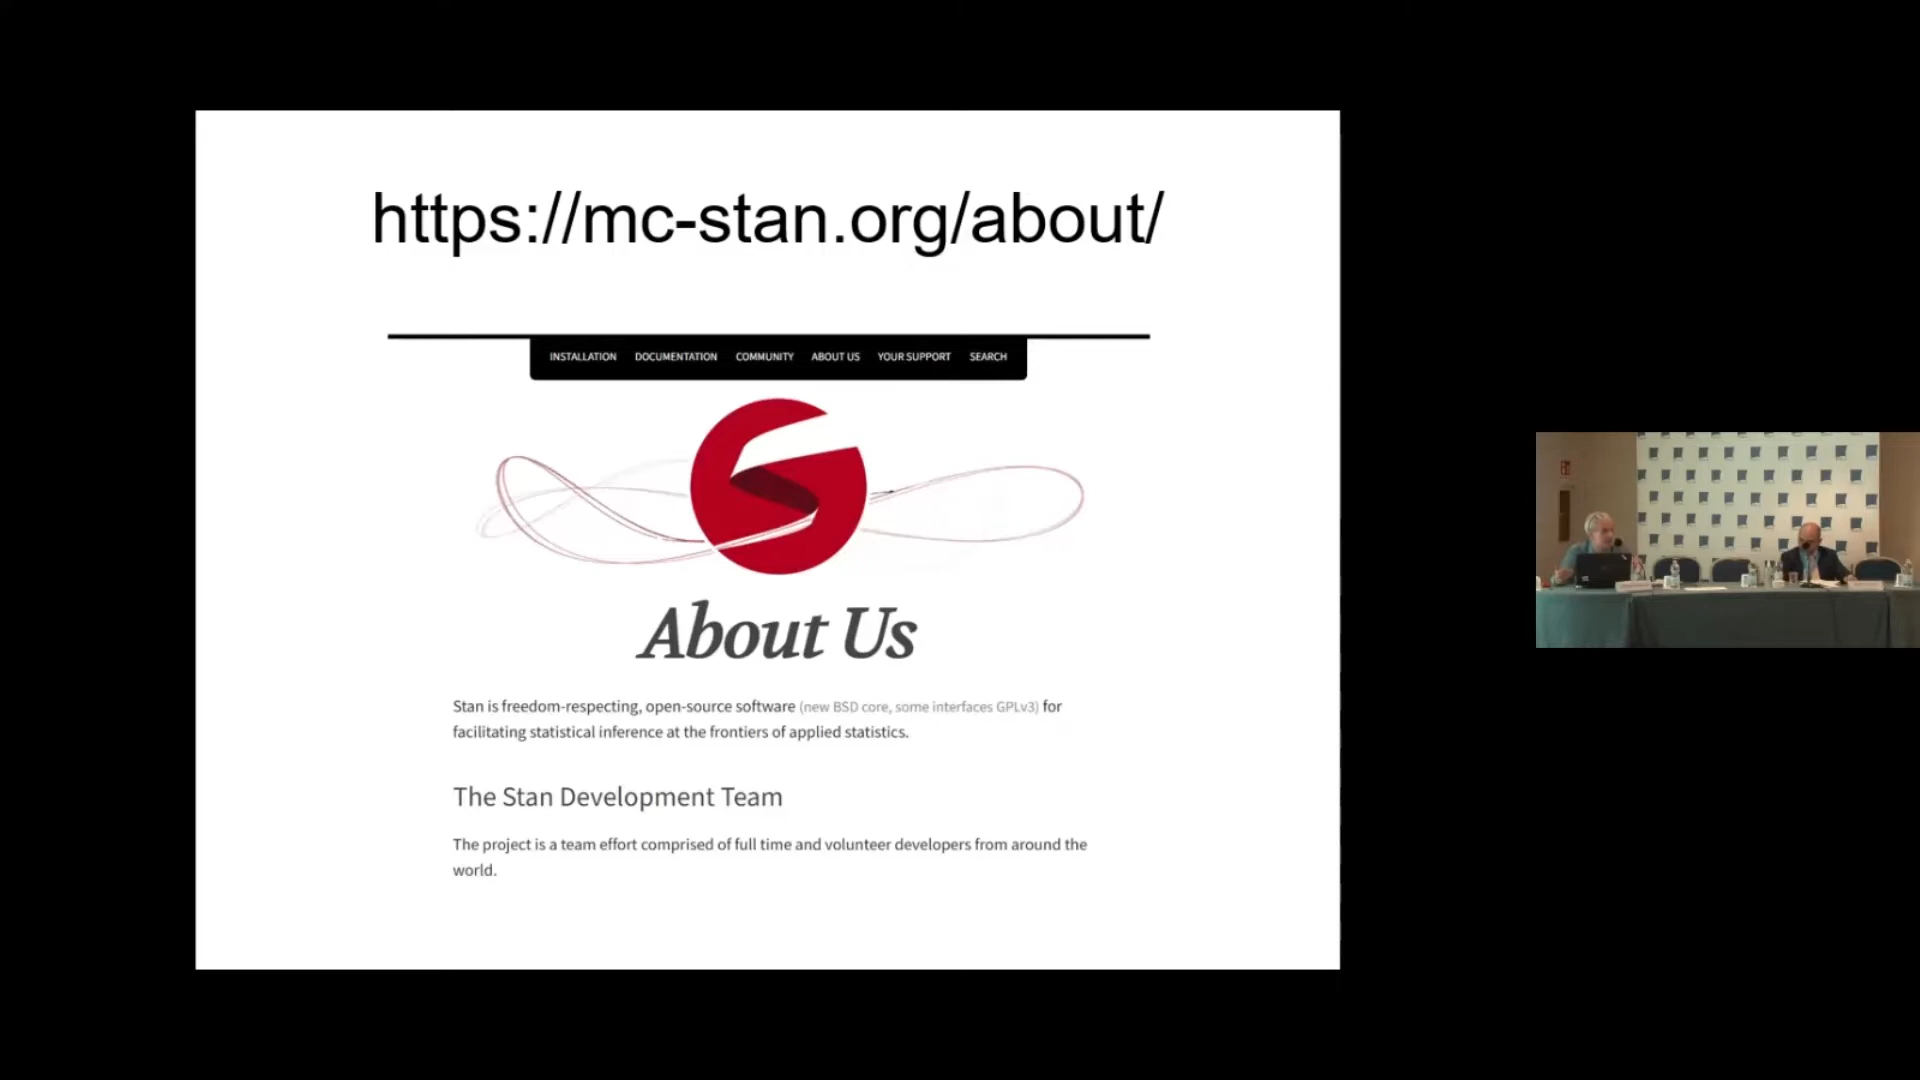 https://mc-stan.org/about/
INSTALLATION DOCUMENTATION COMMUNITY ABOUT US YOUR SUPPORT SEARCH
About Us
Stan is freedom-respecting, open-source software (new BSD core, some interfaces GPLv3) for
facilitating statistical inference at the frontiers of applied statistics.
The Stan Development Team
The project is a team effort comprised of full time and volunteer developers from around the
world.